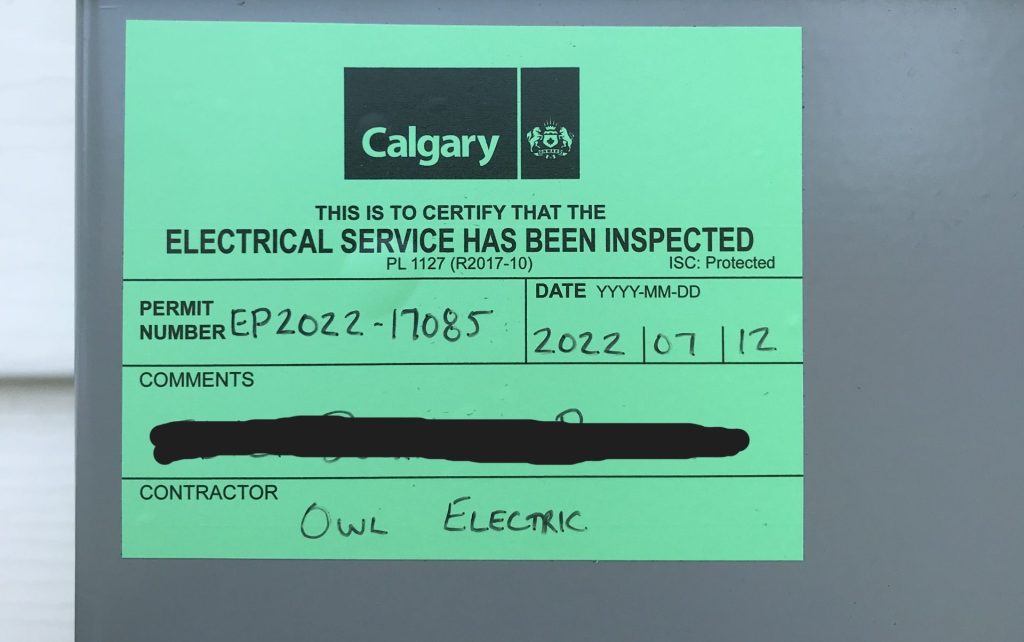 Calgary
THIS IS TO CERTIFY THAT THE
ELECTRICAL SERVICE HAS BEEN INSPECTED
PL 1127 (R2017-10) ISC: Protected
PERMIT NUMBER EP2022-17085
DATE YYYY-MM-DD
2022 | 07 | 12
COMMENTS
CONTRACTOR
OWL ELECTRIC